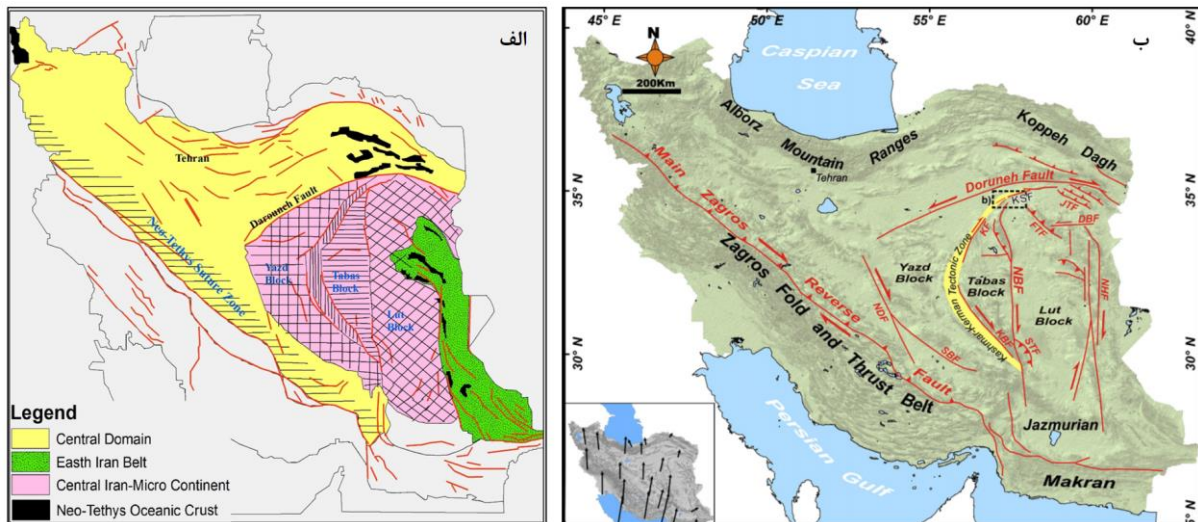 الف
Tehran
Darouneh Fault
Neo-Tethys Suture Zone
Yazd
Block
Tabas
Block
Lut
Block
Legend
Central Domain
Easth Iran Belt
Central Iran-Micro Continent
Neo-Tethys Oceanic Crust
45°E
50°E
55°E
60°E
40°N
ب
N
200Km
Caspian
Sea
Alborz
Mountain
Ranges
Koppeh Dagh
Tehran
35°N
35°N
Main
Zagros
Reverse
Fault
Doruneh Fault
b)
KSF
JTF
KF
ETF
DBF
Kashmar-Kerman Tectonic Zone
Yazd
Block
Tabas
Block
NBF
NHF
Lut
Block
NDF
SBF
KBF
STF
Zagros Fold and Thrust Belt
30°N
30°N
Jazmurian
Persian Gulf
Makran